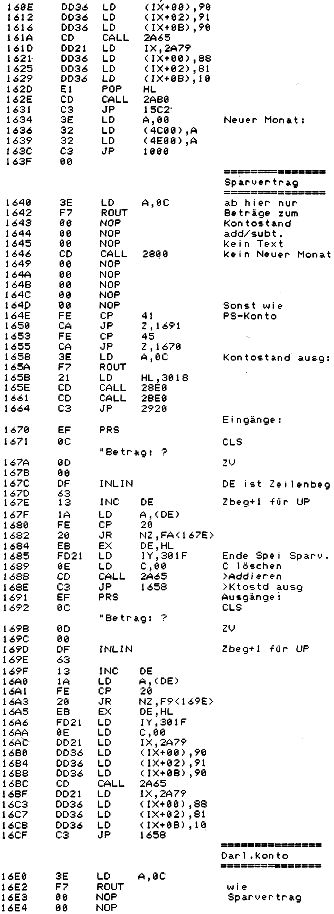 160E DD36 LD (IX+00),90
1612 DD36 LD (IX+02),91
1616 DD36 LD (IX+0B),90
161A CD CALL 2A65
161D DD21 LD IX,2A79
1621 DD36 LD (IX+00),88
1625 DD36 LD (IX+02),81
1629 DD36 LD (IX+0B),10
162D E1 POP HL
162E CD CALL 2AB0
1631 C3 JP 15C2
1634 3E LD A,00 Neuer Monat:
1636 32 LD (4C00),A
1639 32 LD (4E00),A
163C C3 JP 1000
163F 00
================
Sparvertrag
================
1640 3E LD A,0C ab hier nur
1642 F7 ROUT Beträge zum
1643 00 NOP Kontostand
1644 00 NOP add/subt.
1645 00 NOP kein Text
1646 CD CALL 2800 kein Neuer Monat
1649 00 NOP
164A 00 NOP
164B 00 NOP
164C 00 NOP
164D 00 NOP Sonst wie
164E FE CP 41 PS-Konto
1650 CA JP Z,1691
1653 FE CP 45
1655 CA JP Z,1670
1658 3E LD A,0C Kontostand ausg:
165A F7 ROUT
165B 21 LD HL,3018
165E CD CALL 28E0
1661 CD CALL 2BE0
1664 C3 JP 2920
Eingänge:
1670 EF PRS
1671 0C CLS
"Betrag: ?
167A 0D ZV
167B 00
167C DF INLIN DE ist Zeilenbeg
167D 63
167E 13 INC DE Zbeg+1 für UP
167F 1A LD A,(DE)
1680 FE CP 20
1682 20 JR NZ,FA(167E)
1684 EB EX DE,HL
1685 FD21 LD IY,301F Ende Spei Sparv.
1689 0E LD C,00 C löschen
168B CD CALL 2A65 >Addieren
168E C3 JP 1658 >Ktostd ausg
1691 EF PRS Ausgänge:
1692 0C CLS
"Betrag: ?
169B 0D ZU
169C 00
169D DF INLIN Zbeg+1 für UP
169E 63
169F 13 INC DE
16A0 1A LD A,(DE)
16A1 FE CP 20
16A3 20 JR NZ,F9(169E)
16A5 EB EX DE,HL
16A6 FD21 LD IY,301F
16AA 0E LD C,00
16AC DD21 LD IX,2A79
16B0 DD36 LD (IX+00),90
16B4 DD36 LD (IX+02),91
16B8 DD36 LD (IX+0B),90
16BC CD CALL 2A65
16BF DD21 LD IX,2A79
16C3 DD36 LD (IX+00),88
16C7 DD36 LD (IX+02),81
16CB DD36 LD (IX+0B),10
16CF C3 JP 1658
================
Darl.Konto
================
16E0 3E LD A,0C
16E2 F7 ROUT wie
16E3 00 NOP Sparvertrag
16E4 00 NOP